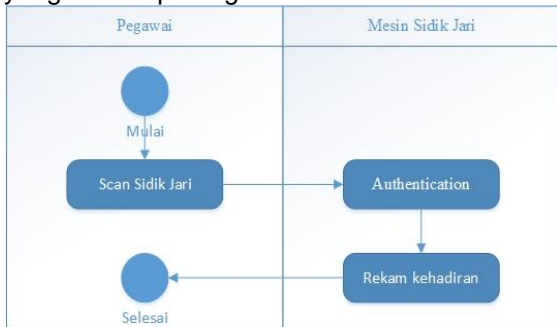 Pegawai
Mesin Sidik Jari
Mulai
Scan Sidik Jari
Authentication
Rekam kehadiran
Selesai